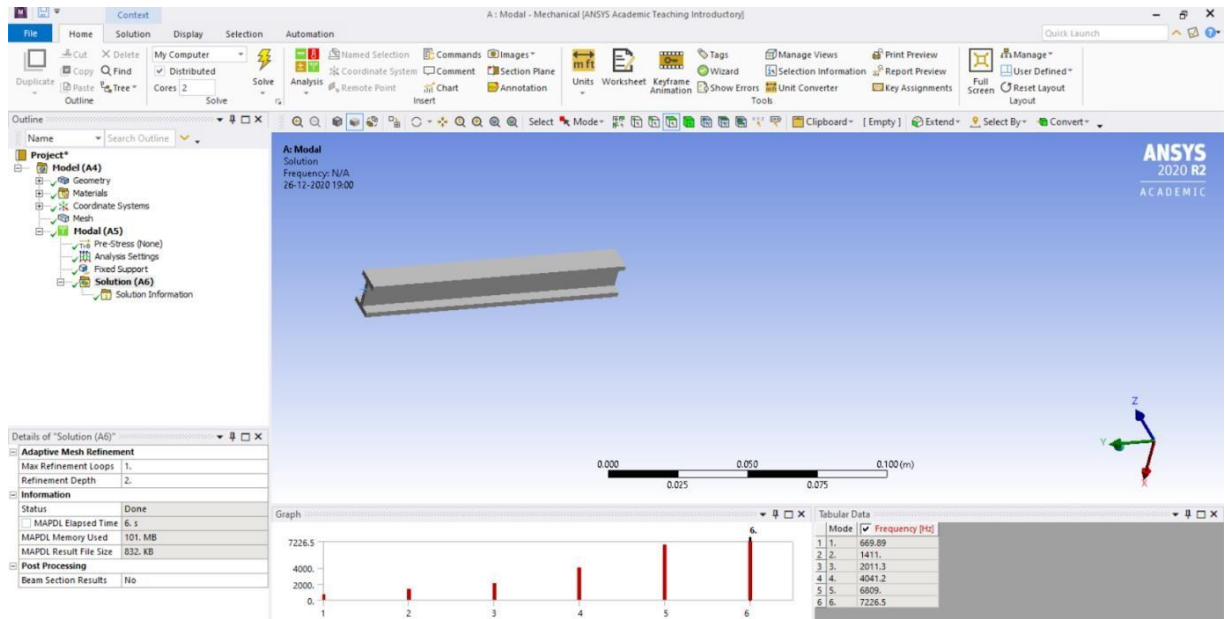 Context
A : Modal - Mechanical [ANSYS Academic Teaching Introductory]
File Home Solution Display Selection Automation
Quick Launch
Duplicate
Cut
Copy
Paste
Delete
Find
Tree
Outline
My Computer
Distributed
Cores 2
Solve
Solve
Analysis
Named Selection
Coordinate System
Remote Point
Commands
Comment
Chart
Images
Section Plane
Annotation
Insert
Units
Worksheet
Keyframe Animation
Tags
Wizard
Show Errors
Manage Views
Selection Information
Unit Converter
Print Preview
Report Preview
Key Assignments
Tools
Full Screen
Manage
User Defined
Reset Layout
Layout
Outline
Name Search Outline
Select Mode Clipboard [ Empty ] Extend Select By Convert
Project*
Model (A4)
Geometry
Materials
Coordinate Systems
Mesh
Modal (A5)
Pre-Stress (None)
Analysis Settings
Fixed Support
Solution (A6)
Solution Information
A: Modal
Solution
Frequency: N/A
26-12-2020 19:00
ANSYS
2020 R2
ACADEMIC
Z
Y
X
0.000 0.050 0.100 (m)
0.025 0.075
Details of "Solution (A6)"
Adaptive Mesh Refinement
Max Refinement Loops 1.
Refinement Depth 2.
Information
Status Done
MAPDL Elapsed Time 6. s
MAPDL Memory Used 101. MB
MAPDL Result File Size 832. KB
Post Processing
Beam Section Results No
Graph
6.
7226.5
4000.
2000.
0.
1 2 3 4 5 6
Tabular Data
Mode Frequency [Hz]
1 1. 669.89
2 2. 1411.
3 3. 2011.3
4 4. 4041.2
5 5. 6809.
6 6. 7226.5